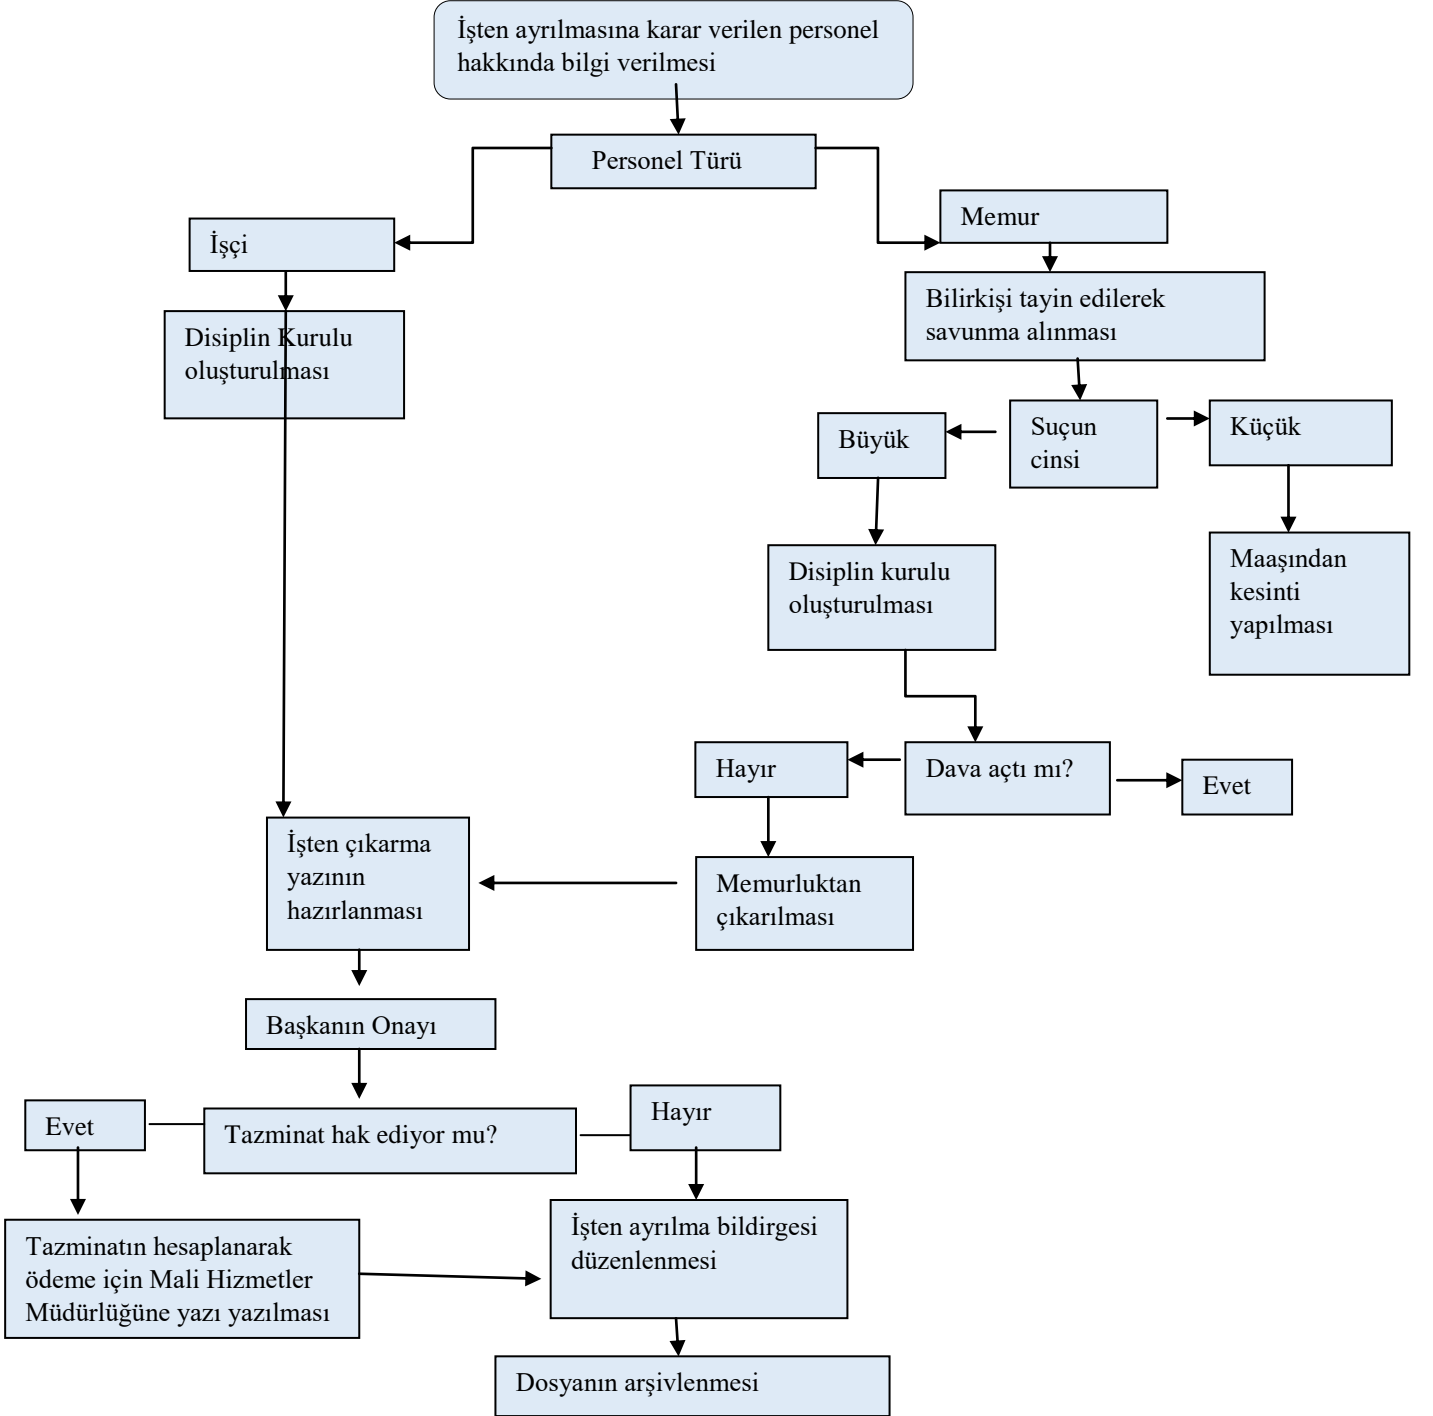 İşten ayrılmasına karar verilen personel
hakkında bilgi verilmesi
Personel Türü
Memur
İşçi
Bilirkişi tayin edilerek
savunma alınması
Disiplin Kurulu
oluşturulması
Büyük
Suçun
cinsi
Küçük
Disiplin kurulu
oluşturulması
Maaşından
kesinti
yapılması
Hayır
Dava açtı mı?
Evet
İşten çıkarma
yazının
hazırlanması
Memurluktan
çıkarılması
Başkanın Onayı
Evet
Tazminat hak ediyor mu?
Hayır
Tazminatın hesaplanarak
ödeme için Mali Hizmetler
Müdürlüğüne yazı yazılması
İşten ayrılma bildirgesi
düzenlenmesi
Dosyanın arşivlenmesi